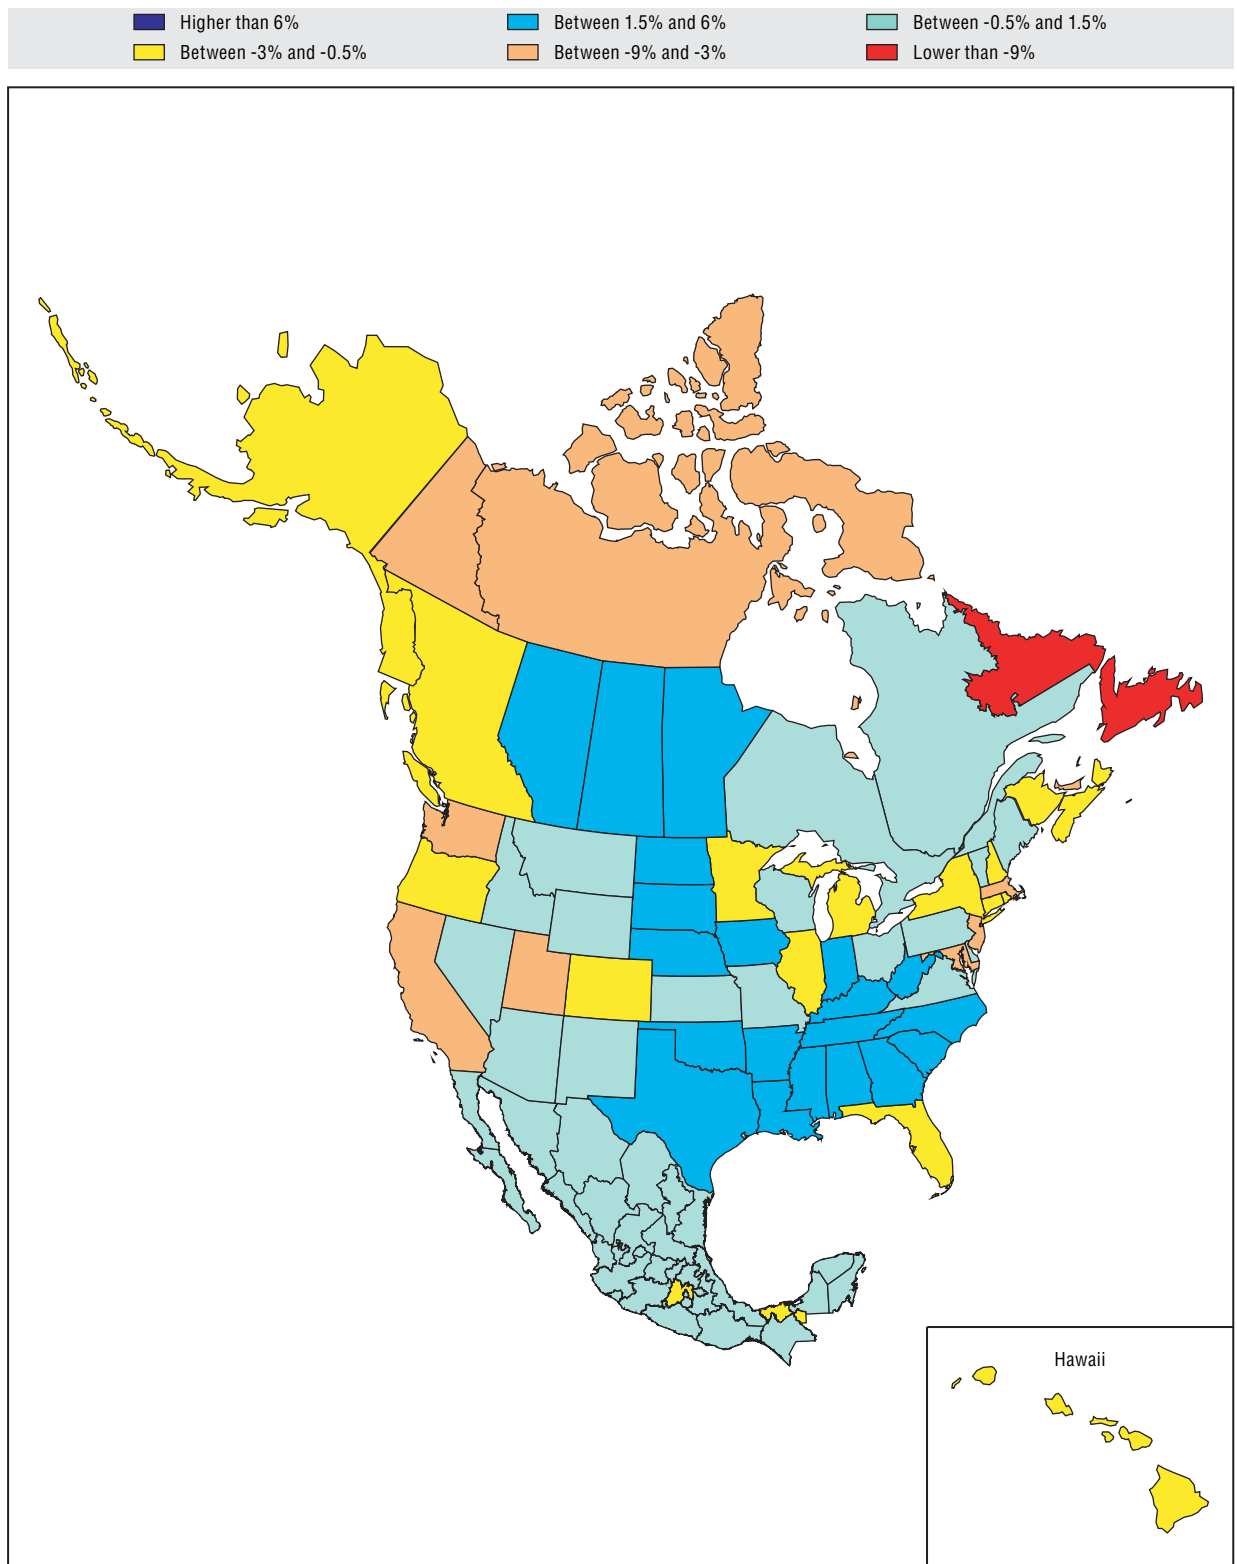 Higher than 6%
Between 1.5% and 6%
Between -0.5% and 1.5%
Between -3% and -0.5%
Between -9% and -3%
Lower than -9%
Hawaii